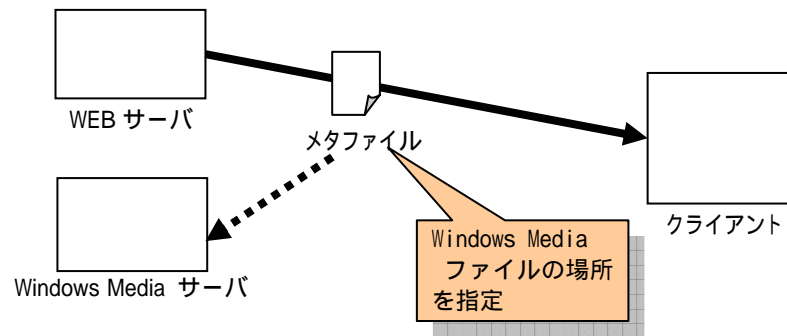 WEB サーバ
メタファイル
クライアント
Windows Media
ファイルの場所
を指定
Windows Media サーバ